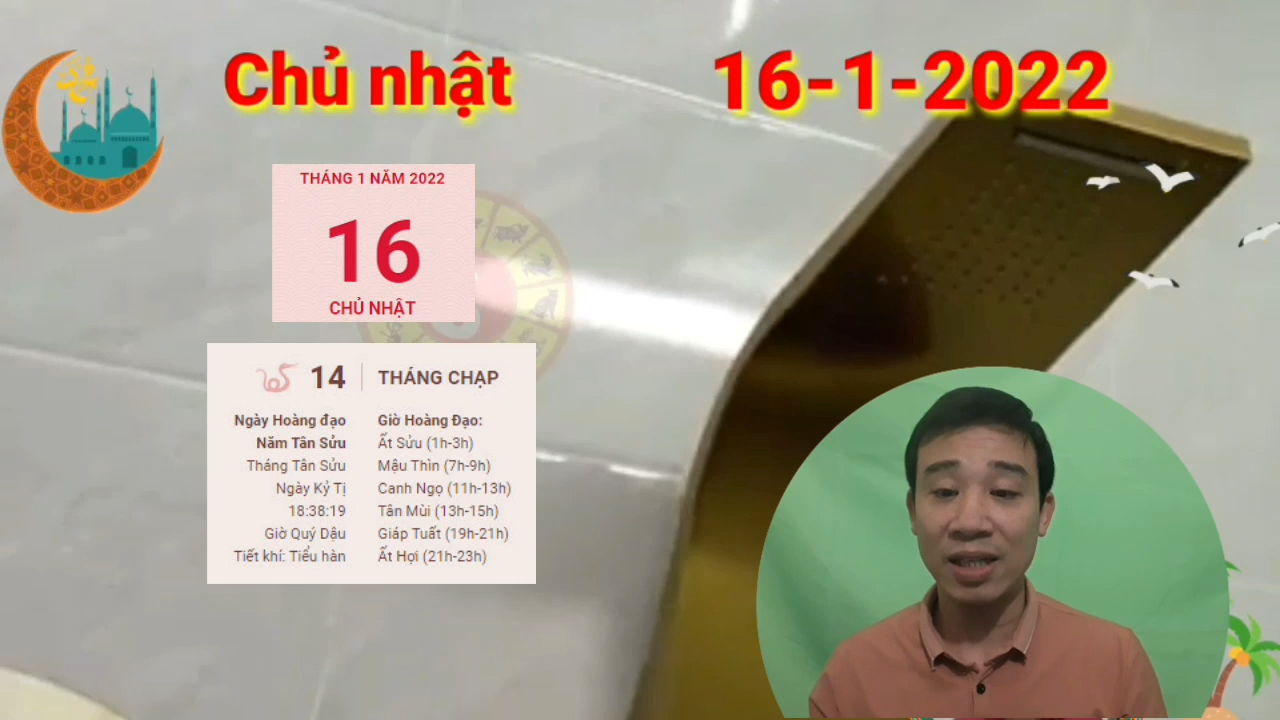 Chủ nhật 16-1-2022
THÁNG 1 NĂM 2022
16
CHỦ NHẬT
14 THÁNG CHẠP
Ngày Hoàng đạo Giờ Hoàng Đạo:
Năm Tân Sửu Ất Sửu (1h-3h)
Tháng Tân Sửu Mậu Thìn (7h-9h)
Ngày Kỷ Tị Canh Ngọ (11h-13h)
18:38:19 Tân Mùi (13h-15h)
Giờ Quý Dậu Giáp Tuất (19h-21h)
Tiết khí: Tiểu hàn Ất Hợi (21h-23h)